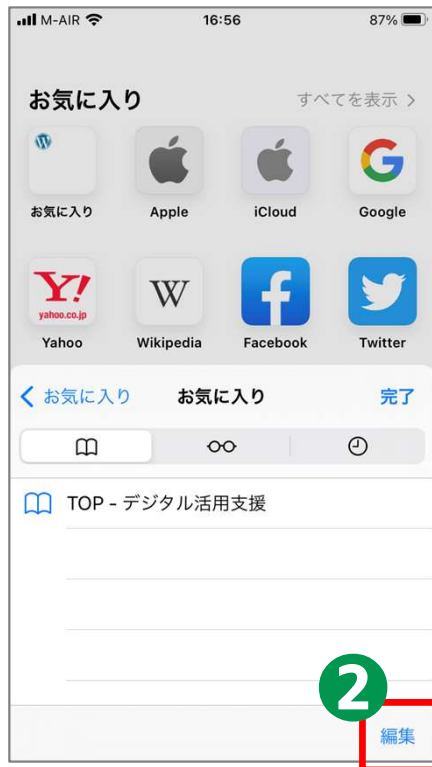 M-AIR 16:56 87%
お気に入り すべてを表示 >
お気に入り Apple iCloud Google
Y! W f
yahoo.co.jp
Yahoo Wikipedia Facebook Twitter
お気に入り お気に入り 完了
TOP - デジタル活用支援
2
編集